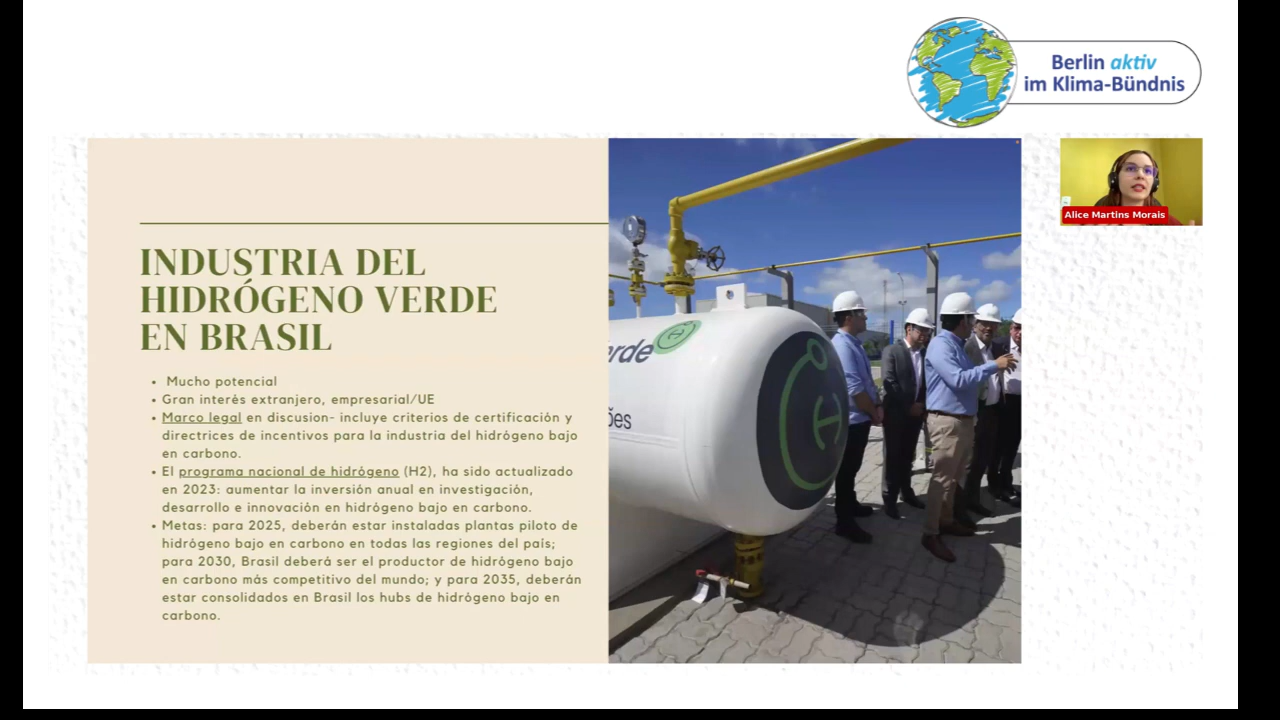 Berlin aktiv
im Klima-Bündnis
Alice Martins Morais
INDUSTRIA DEL
HIDRÓGENO VERDE
EN BRASIL
• Mucho potencial
• Gran interés extranjero, empresarial/UE
• Marco legal en discusion- incluye criterios de certificación y
directrices de incentivos para la industria del hidrógeno bajo
en carbono.
• El programa nacional de hidrógeno (H2), ha sido actualizado
en 2023: aumentar la inversión anual en investigación,
desarrollo e innovación en hidrógeno bajo en carbono.
• Metas: para 2025, deberán estar instaladas plantas piloto de
hidrógeno bajo en carbono en todas las regiones del país;
para 2030, Brasil deberá ser el productor de hidrógeno bajo
en carbono más competitivo del mundo; y para 2035, deberán
estar consolidados en Brasil los hubs de hidrógeno bajo en
carbono.
erde
H
ões
H